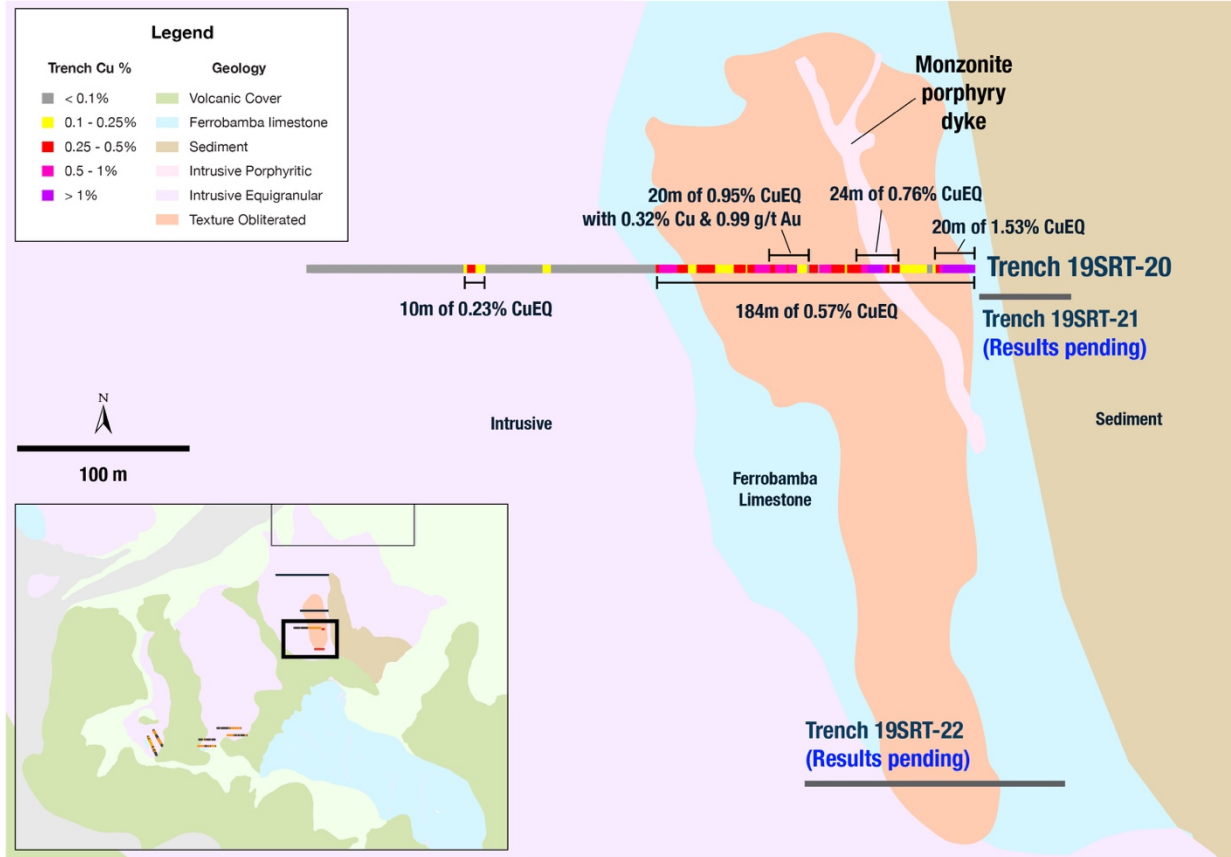 Legend
Trench Cu %
< 0.1%
0.1 - 0.25%
0.25 - 0.5%
0.5 - 1%
> 1%
Geology
Volcanic Cover
Ferrobamba limestone
Sediment
Intrusive Porphyritic
Intrusive Equigranular
Texture Obliterated
Monzonite
porphyry
dyke
20m of 0.95% CuEQ
with 0.32% Cu & 0.99 g/t Au
24m of 0.76% CuEQ
20m of 1.53% CuEQ
Trench 19SRT-20
10m of 0.23% CuEQ
184m of 0.57% CuEQ
Trench 19SRT-21
(Results pending)
N
100 m
Intrusive
Sediment
Ferrobamba
Limestone
Trench 19SRT-22
(Results pending)